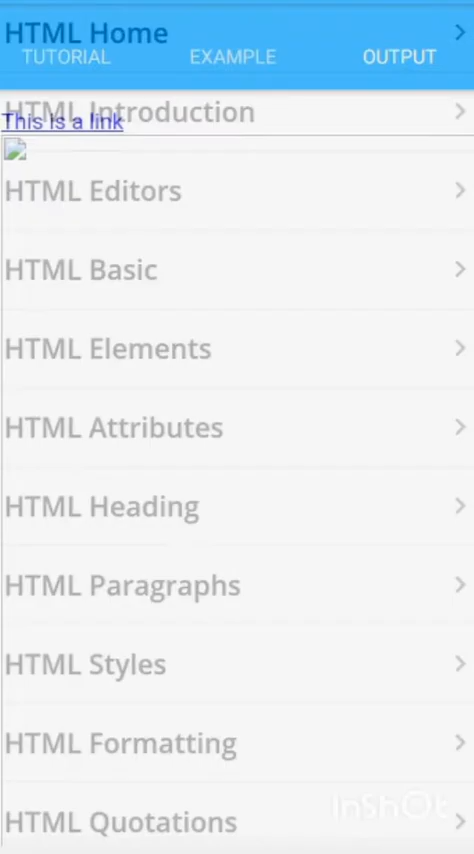 HTML Home
TUTORIAL EXAMPLE OUTPUT
HTML Introduction
This is a link
HTML Editors
HTML Basic
HTML Elements
HTML Attributes
HTML Heading
HTML Paragraphs
HTML Styles
HTML Formatting
InShOt
HTML Quotations